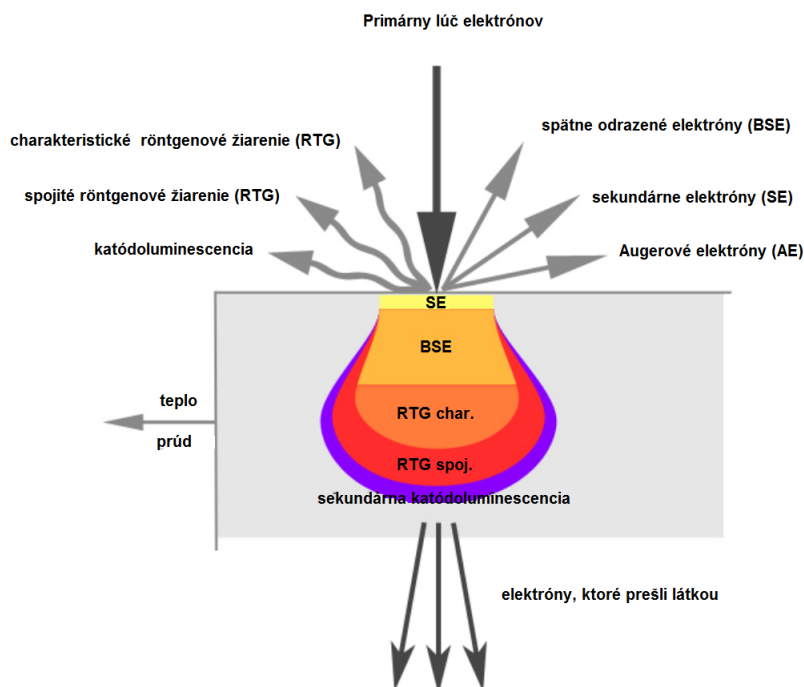 Primárny lúč elektrónov
charakteristické röntgenové žiarenie (RTG)
spätne odrazené elektróny (BSE)
spojité röntgenové žiarenie (RTG)
sekundárne elektróny (SE)
katódoluminescencia
Augerové elektróny (AE)
SE
BSE
teplo
RTG char.
prúd
RTG spoj.
sekundárna katódoluminescencia
elektróny, ktoré prešli látkou